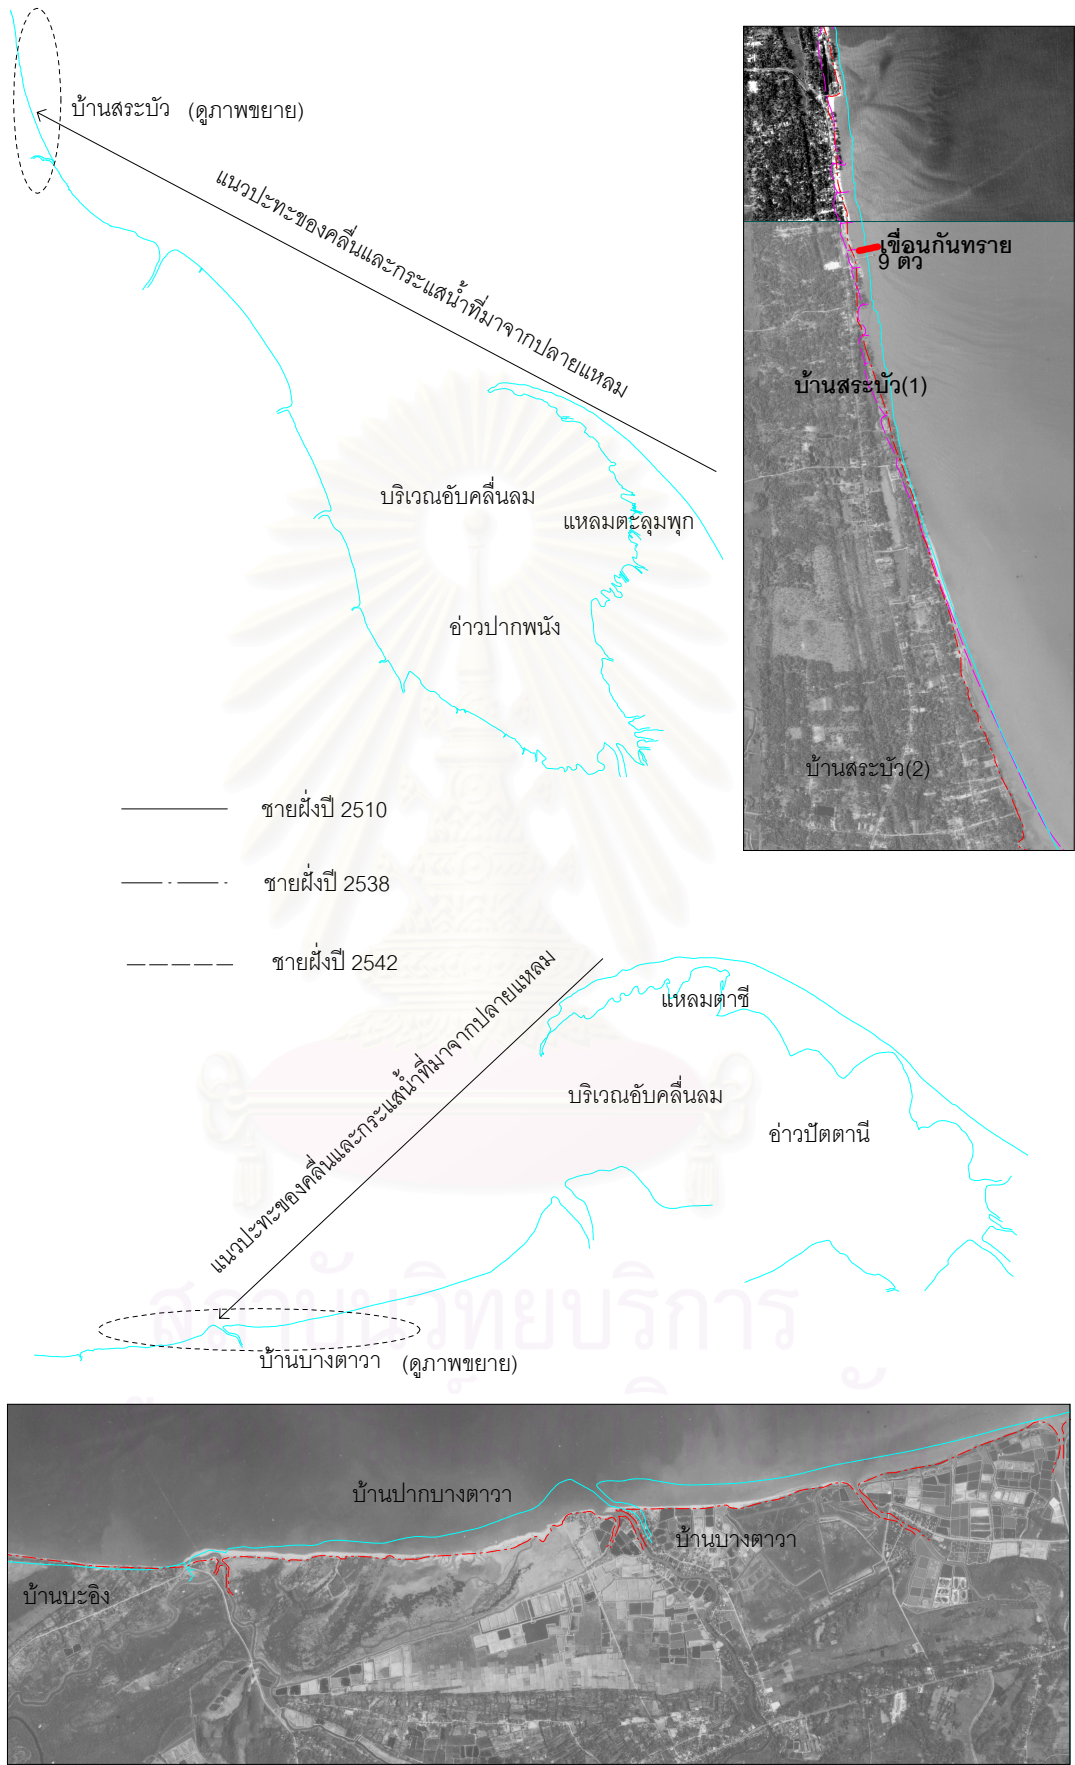 บ้านสระบัว (ดูภาพขยาย)
แนวปะทะของคลื่นและกระแสน้ำที่มาจากปลายแหลม
เขื่อนกันทราย
9 ตัว
บ้านสระบัว(1)
บริเวณอับคลื่นลม
แหลมตะลุมพุก
อ่าวปากพนัง
บ้านสระบัว(2)
ชายฝั่งปี 2510
ชายฝั่งปี 2538
ชายฝั่งปี 2542
แนวปะทะของคลื่นและกระแสน้ำที่มาจากปลายแหลม
แหลมตาชี
บริเวณอับคลื่นลม
อ่าวปัตตานี
สถาบันวิทยบริการ
บ้านบางตาวา (ดูภาพขยาย)
บ้านปากบางตาวา
บ้านบางตาวา
บ้านบะอิง